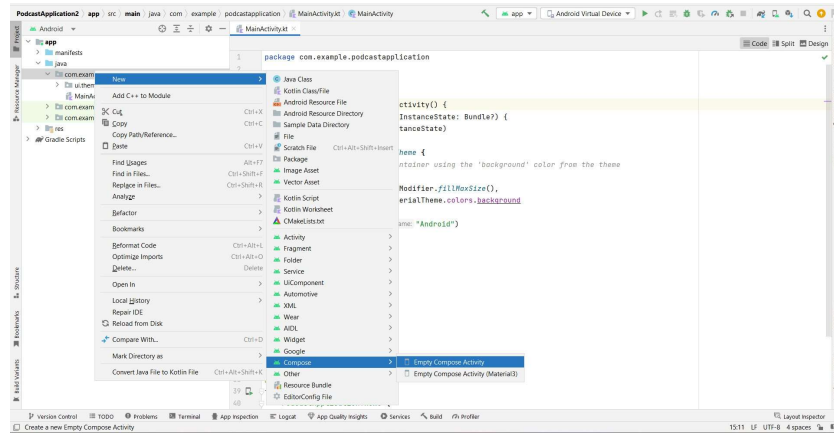 PodcastApplication2 app src main java com example podcastapplication MainActivity.kt MainActivity app Android Virtual Device
Project Android MainActivity.kt
Code Split Design
app
manifests
java
com.exam
ui.them
MainAc
com.exam
com.exam
res
Gradle Scripts
Resource Manager
Structure
Bookmarks
Build Variants
New
Add C++ to Module
Cut Ctrl+X
Copy Ctrl+C
Copy Path/Reference...
Paste Ctrl+V
Find Usages Alt+F7
Find in Files... Ctrl+Shift+F
Replace in Files... Ctrl+Shift+R
Analyze
Refactor
Bookmarks
Reformat Code Ctrl+Alt+L
Optimize Imports Ctrl+Alt+O
Delete... Delete
Open In
Local History
Repair IDE
Reload from Disk
Compare With... Ctrl+D
Mark Directory as
Convert Java File to Kotlin File Ctrl+Alt+Shift+K
Java Class
Kotlin Class/File
Android Resource File
Android Resource Directory
Sample Data Directory
File
Scratch File Ctrl+Alt+Shift+Insert
Package
Image Asset
Vector Asset
Kotlin Script
Kotlin Worksheet
CMakeLists.txt
Activity
Fragment
Folder
Service
UiComponent
Automotive
XML
Wear
AIDL
Widget
Google
Compose
Other
Resource Bundle
EditorConfig File
Empty Compose Activity
Empty Compose Activity (Material3)
1 package com.example.podcastapplication
2
ctivity() {
InstanceState: Bundle?) {
tanceState)
heme {
ntainer using the 'background' color from the theme
Modifier.fillMaxSize(),
erialTheme.colors.background
ame: "Android")
39
40
Version Control TODO Problems Terminal App Inspection Logcat App Quality Insights Services Build Profiler Layout Inspector
Create a new Empty Compose Activity 15:11 LF UTF-8 4 spaces